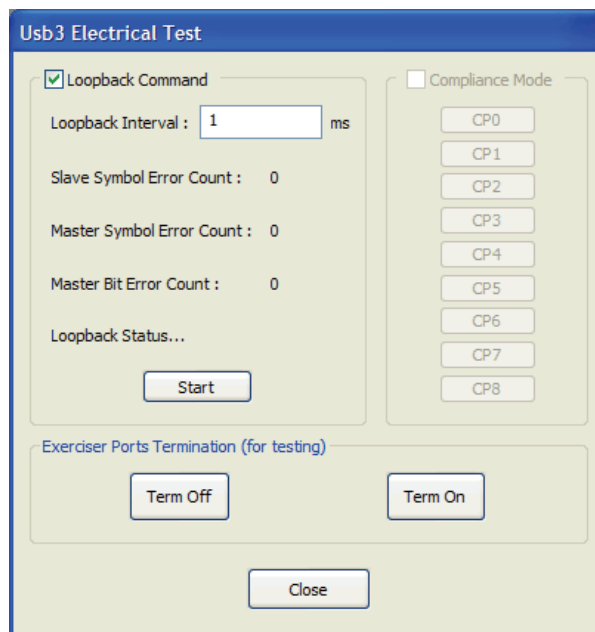 Usb3 Electrical Test
Loopback Command
Loopback Interval : 1 ms
Slave Symbol Error Count : 0
Master Symbol Error Count : 0
Master Bit Error Count : 0
Loopback Status...
Start
Compliance Mode
CP0
CP1
CP2
CP3
CP4
CP5
CP6
CP7
CP8
Exerciser Ports Termination (for testing)
Term Off
Term On
Close